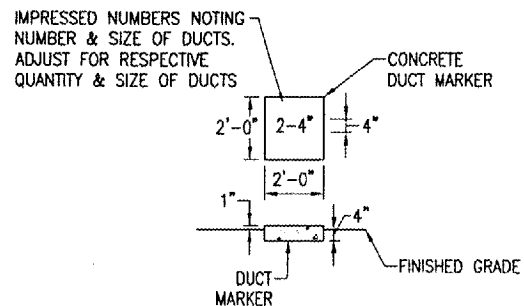 IMPRESSED NUMBERS NOTING
NUMBER & SIZE OF DUCTS.
ADJUST FOR RESPECTIVE
QUANTITY & SIZE OF DUCTS
CONCRETE
DUCT MARKER
2'-0"
2-4"
4"
2'-0"
1"
4"
FINISHED GRADE
DUCT
MARKER